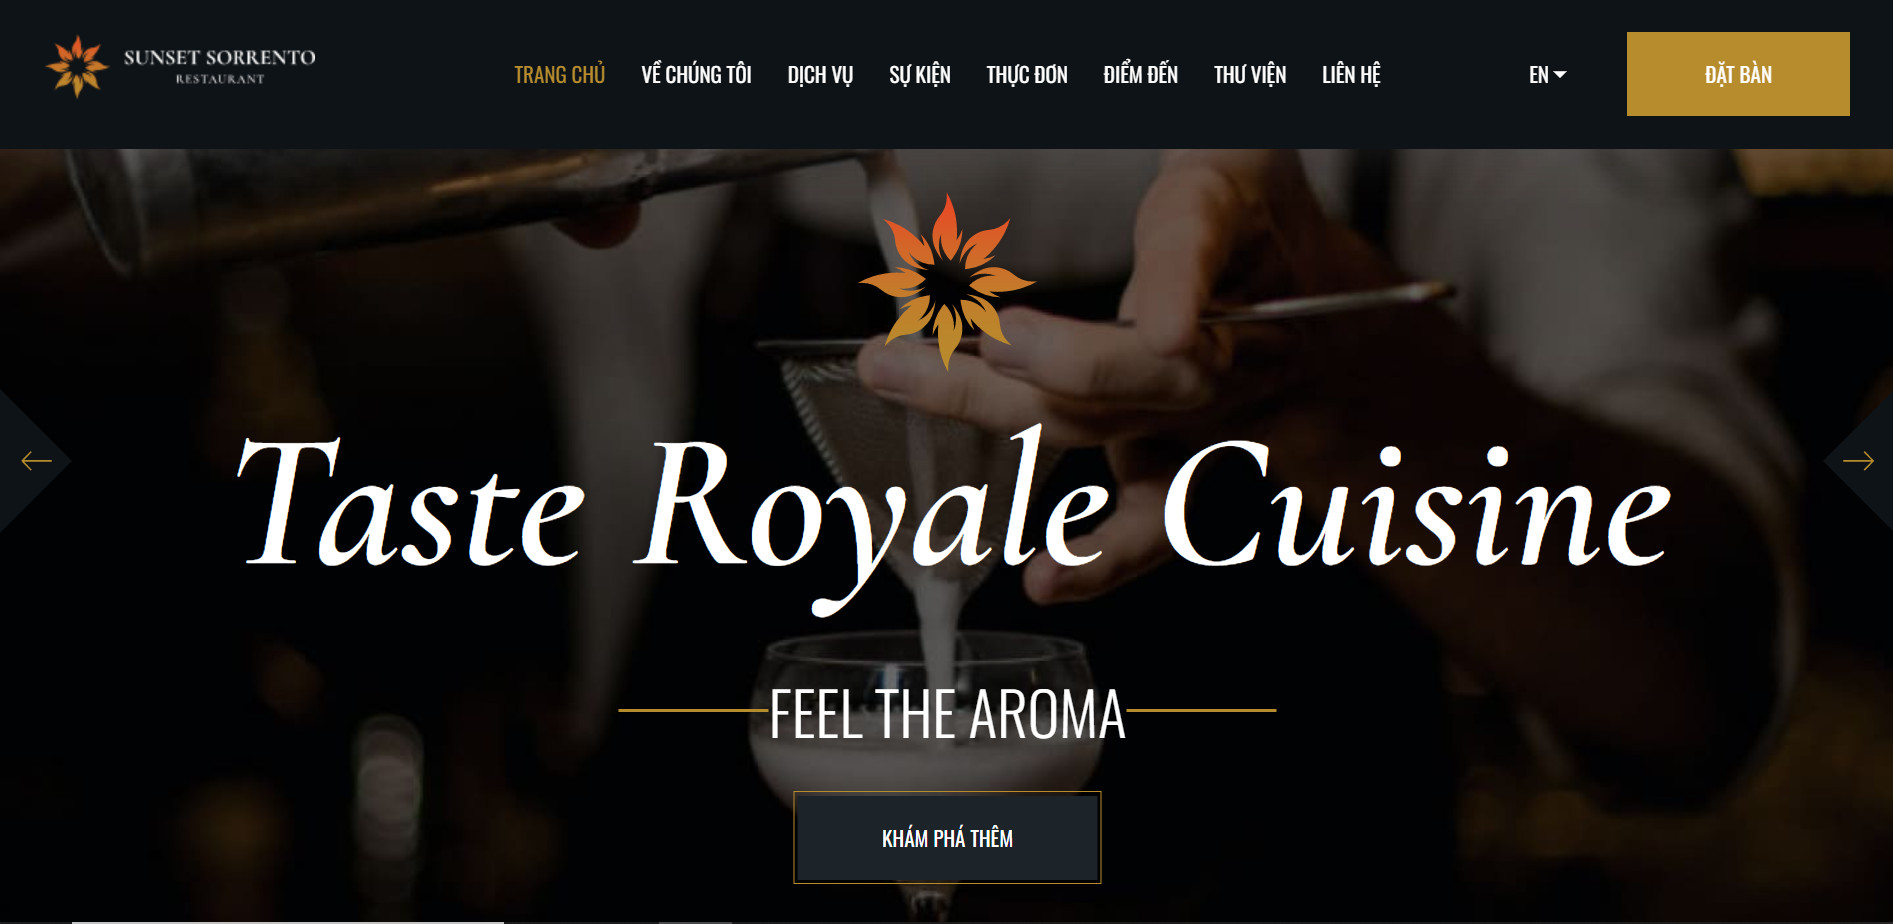 SUNSET SORRENTO
RESTAURANT
TRANG CHỦ VỀ CHÚNG TÔI DỊCH VỤ SỰ KIỆN THỰC ĐƠN ĐIỂM ĐẾN THƯ VIỆN LIÊN HỆ EN ĐẶT BÀN
Taste Royale Cuisine
FEEL THE AROMA
KHÁM PHÁ THÊM